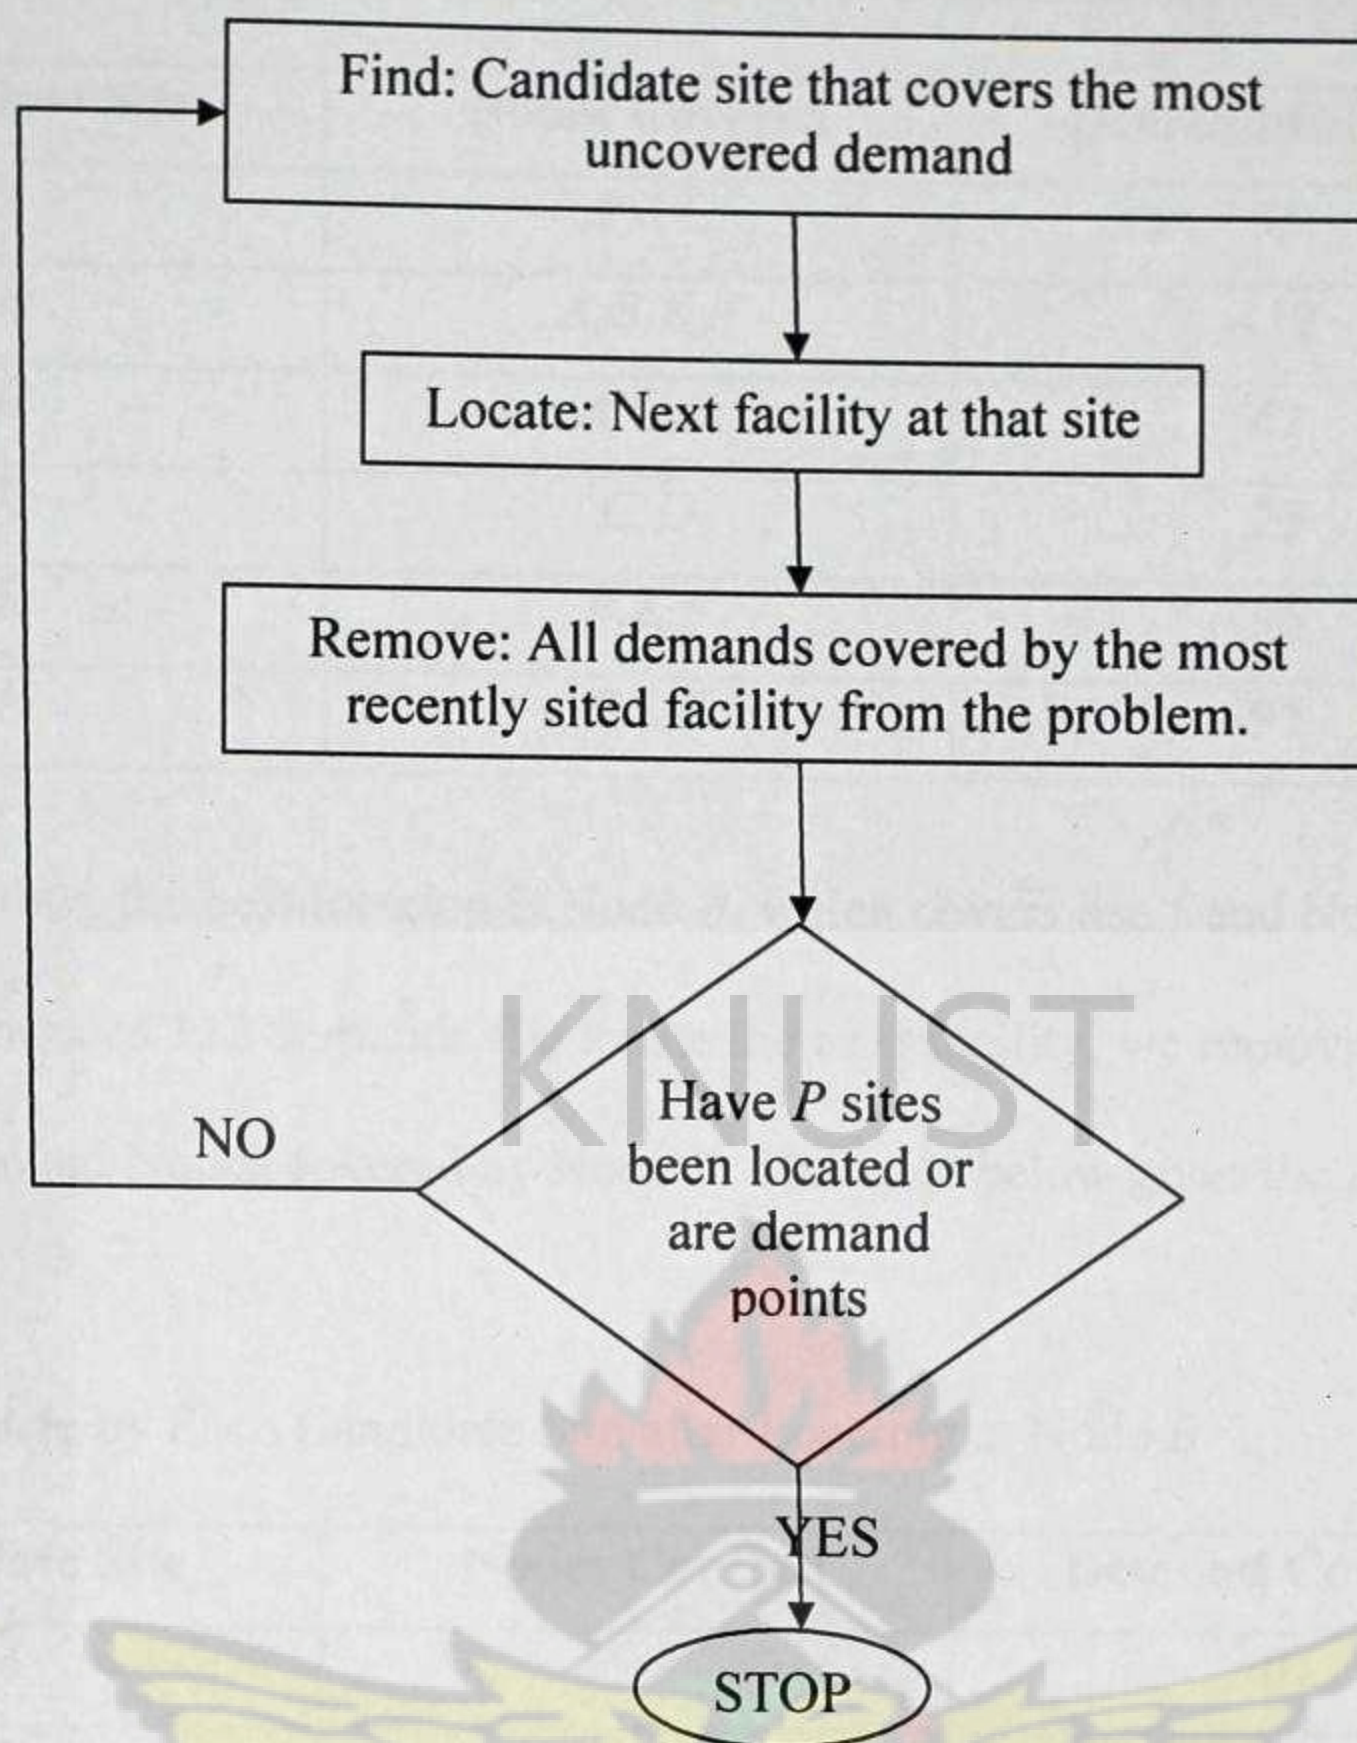 Find: Candidate site that covers the most
uncovered demand
Locate: Next facility at that site
Remove: All demands covered by the most
recently sited facility from the problem.
KNUST
Have P sites
been located or
are demand
points
NO
YES
STOP